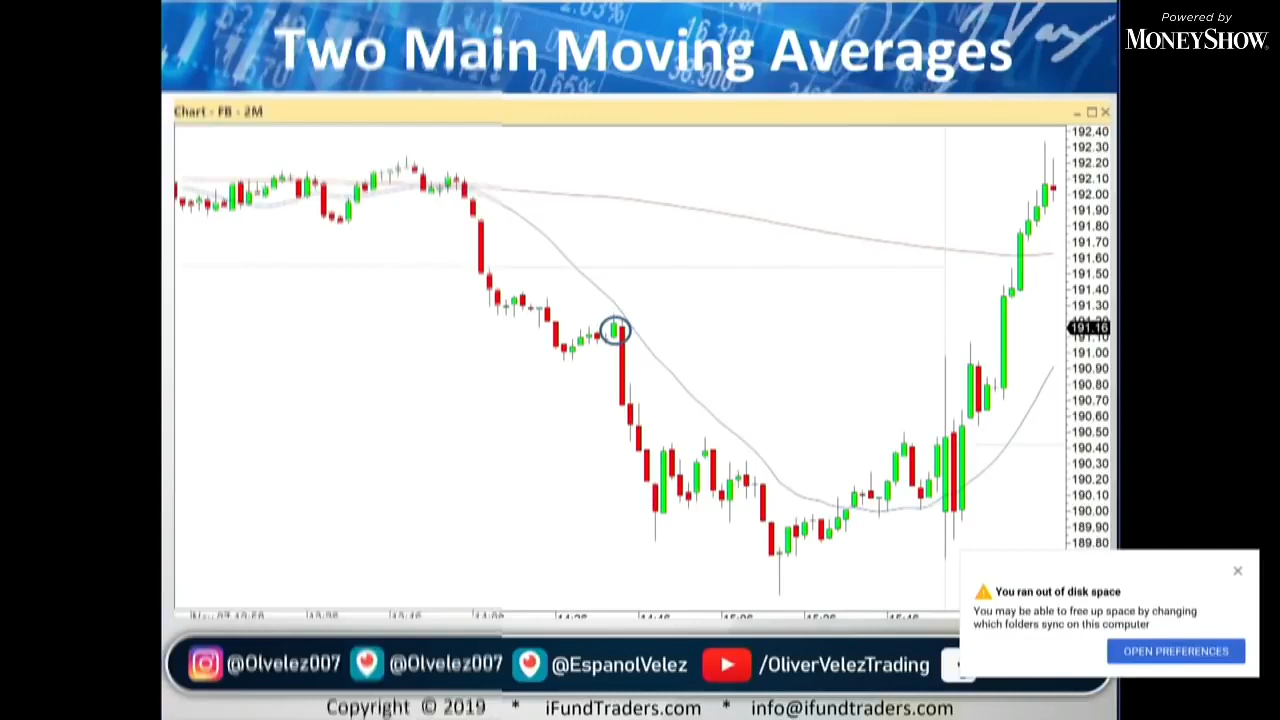 Powered by
MONEYSHOW
Two Main Moving Averages
Chart - FB - 2M
192.40
192.30
192.20
192.10
192.00
191.90
191.80
191.70
191.60
191.50
191.40
191.30
191.16
191.10
191.00
190.90
190.80
190.70
190.60
190.50
190.40
190.30
190.20
190.10
190.00
189.90
189.80
You ran out of disk space
You may be able to free up space by changing
which folders sync on this computer
OPEN PREFERENCES
@Olvelez007 @Olvelez007 @EspanolVelez /OliverVelezTrading
Copyright © 2019 * iFundTraders.com * info@ifundtraders.com